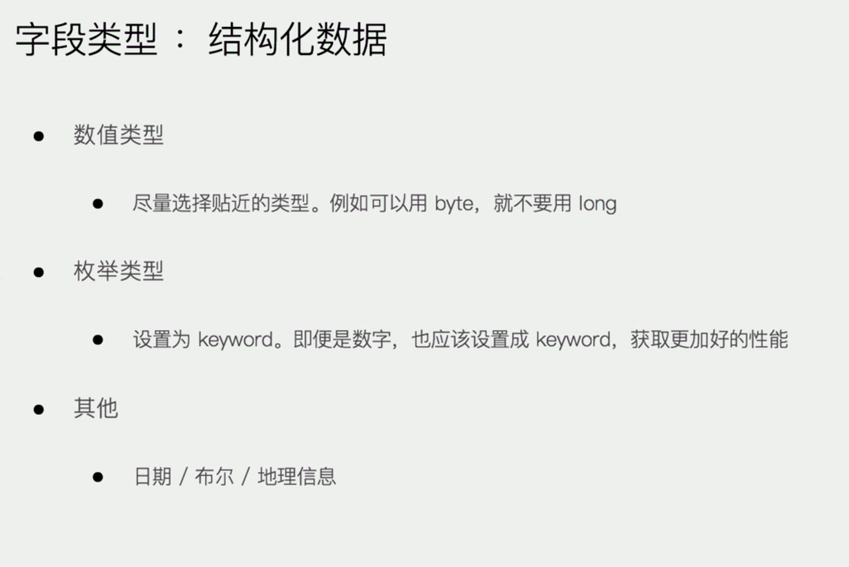 字段类型 ： 结构化数据
● 数值类型
● 尽量选择贴近的类型。例如可以用 byte，就不要用 long
● 枚举类型
● 设置为 keyword。即便是数字，也应该设置成 keyword，获取更加好的性能
● 其他
● 日期 / 布尔 / 地理信息